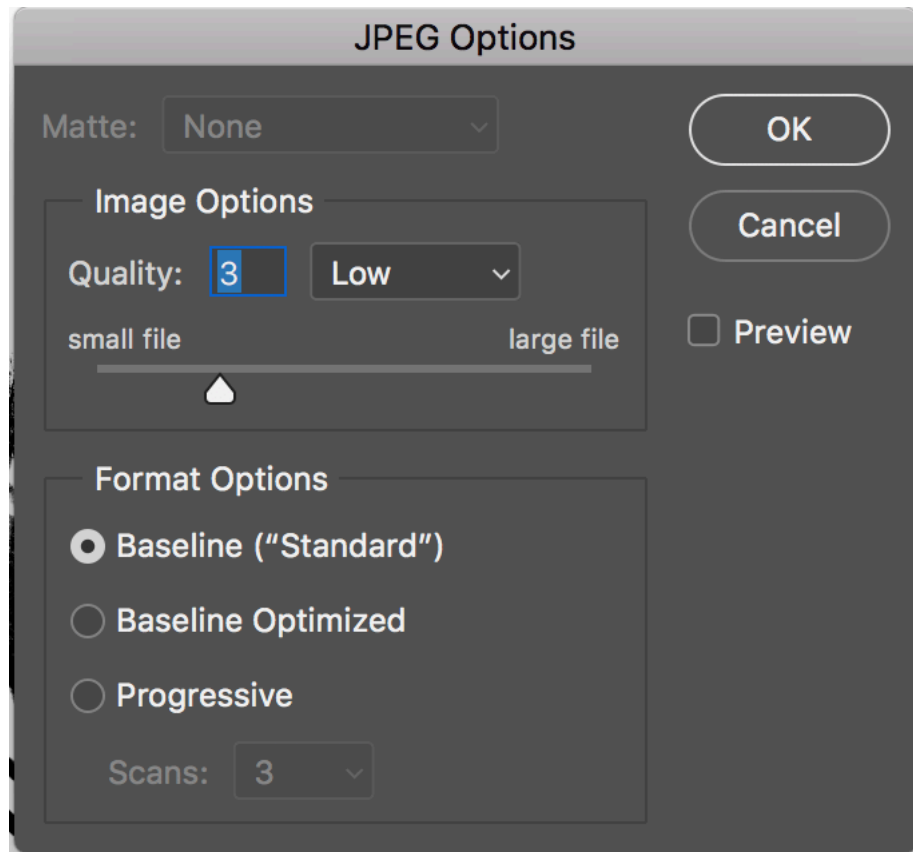 JPEG Options
Matte: None
OK
Image Options
Cancel
Quality: 3 Low
small file large file
Preview
Format Options
Baseline (“Standard”)
Baseline Optimized
Progressive
Scans: 3